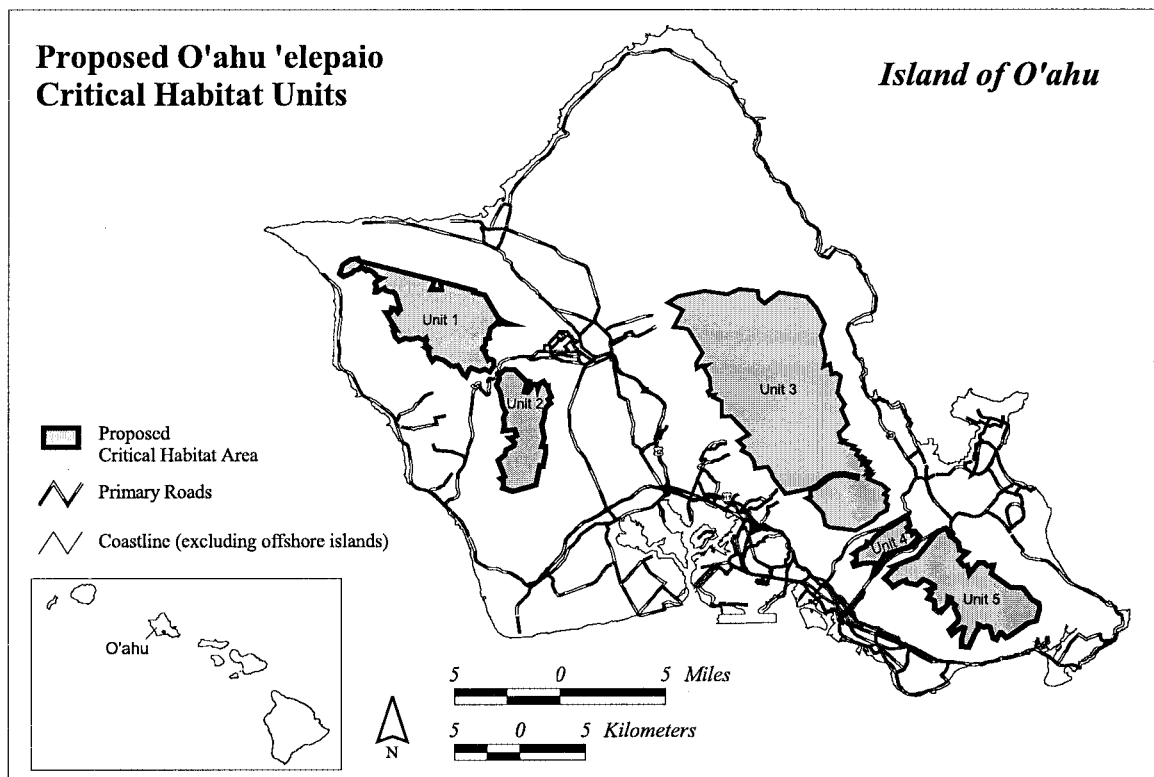 Proposed O'ahu 'elepaio
Critical Habitat Units
Island of O'ahu
Unit 1
Unit 2
Unit 3
Unit 4
Unit 5
Proposed
Critical Habitat Area
Primary Roads
Coastline (excluding offshore islands)
O'ahu
5 0 5 Miles
5 0 5 Kilometers
N